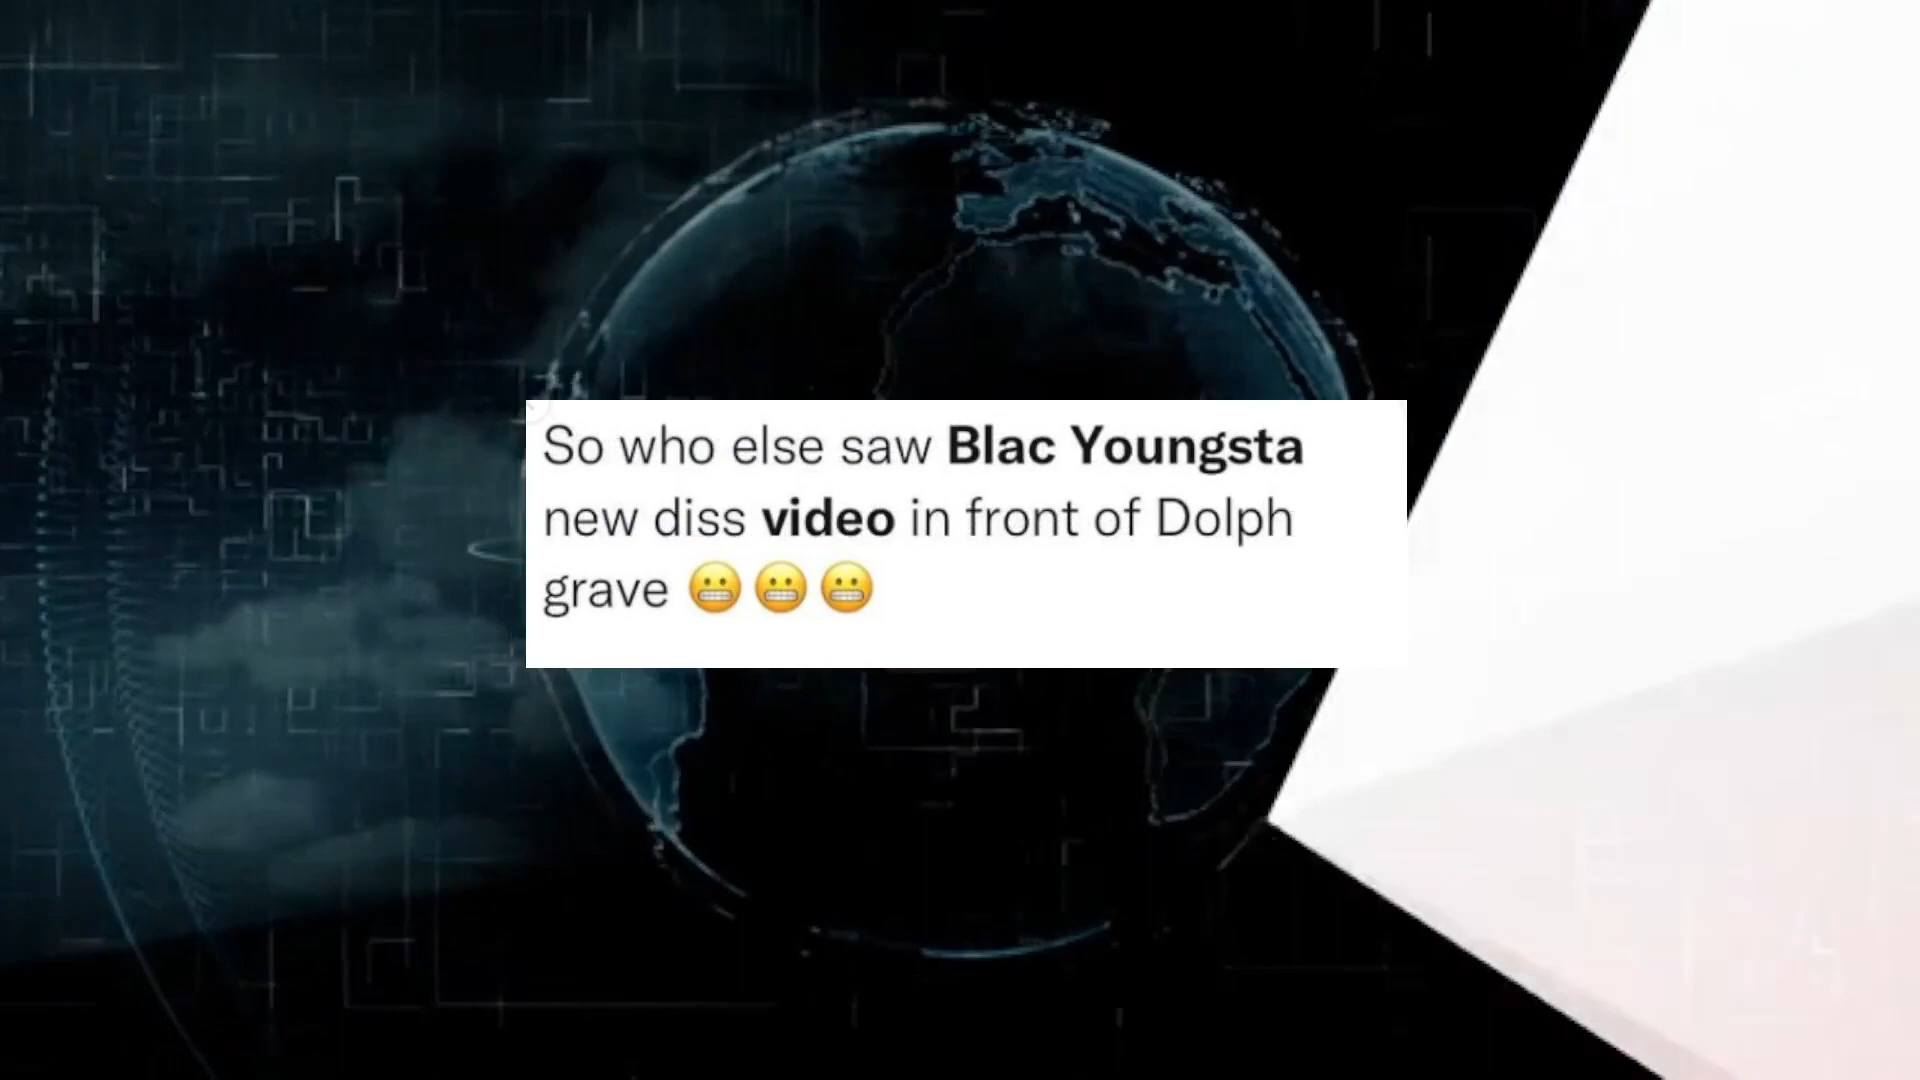 So who else saw Blac Youngsta
new diss video in front of Dolph
grave 😬😬😬